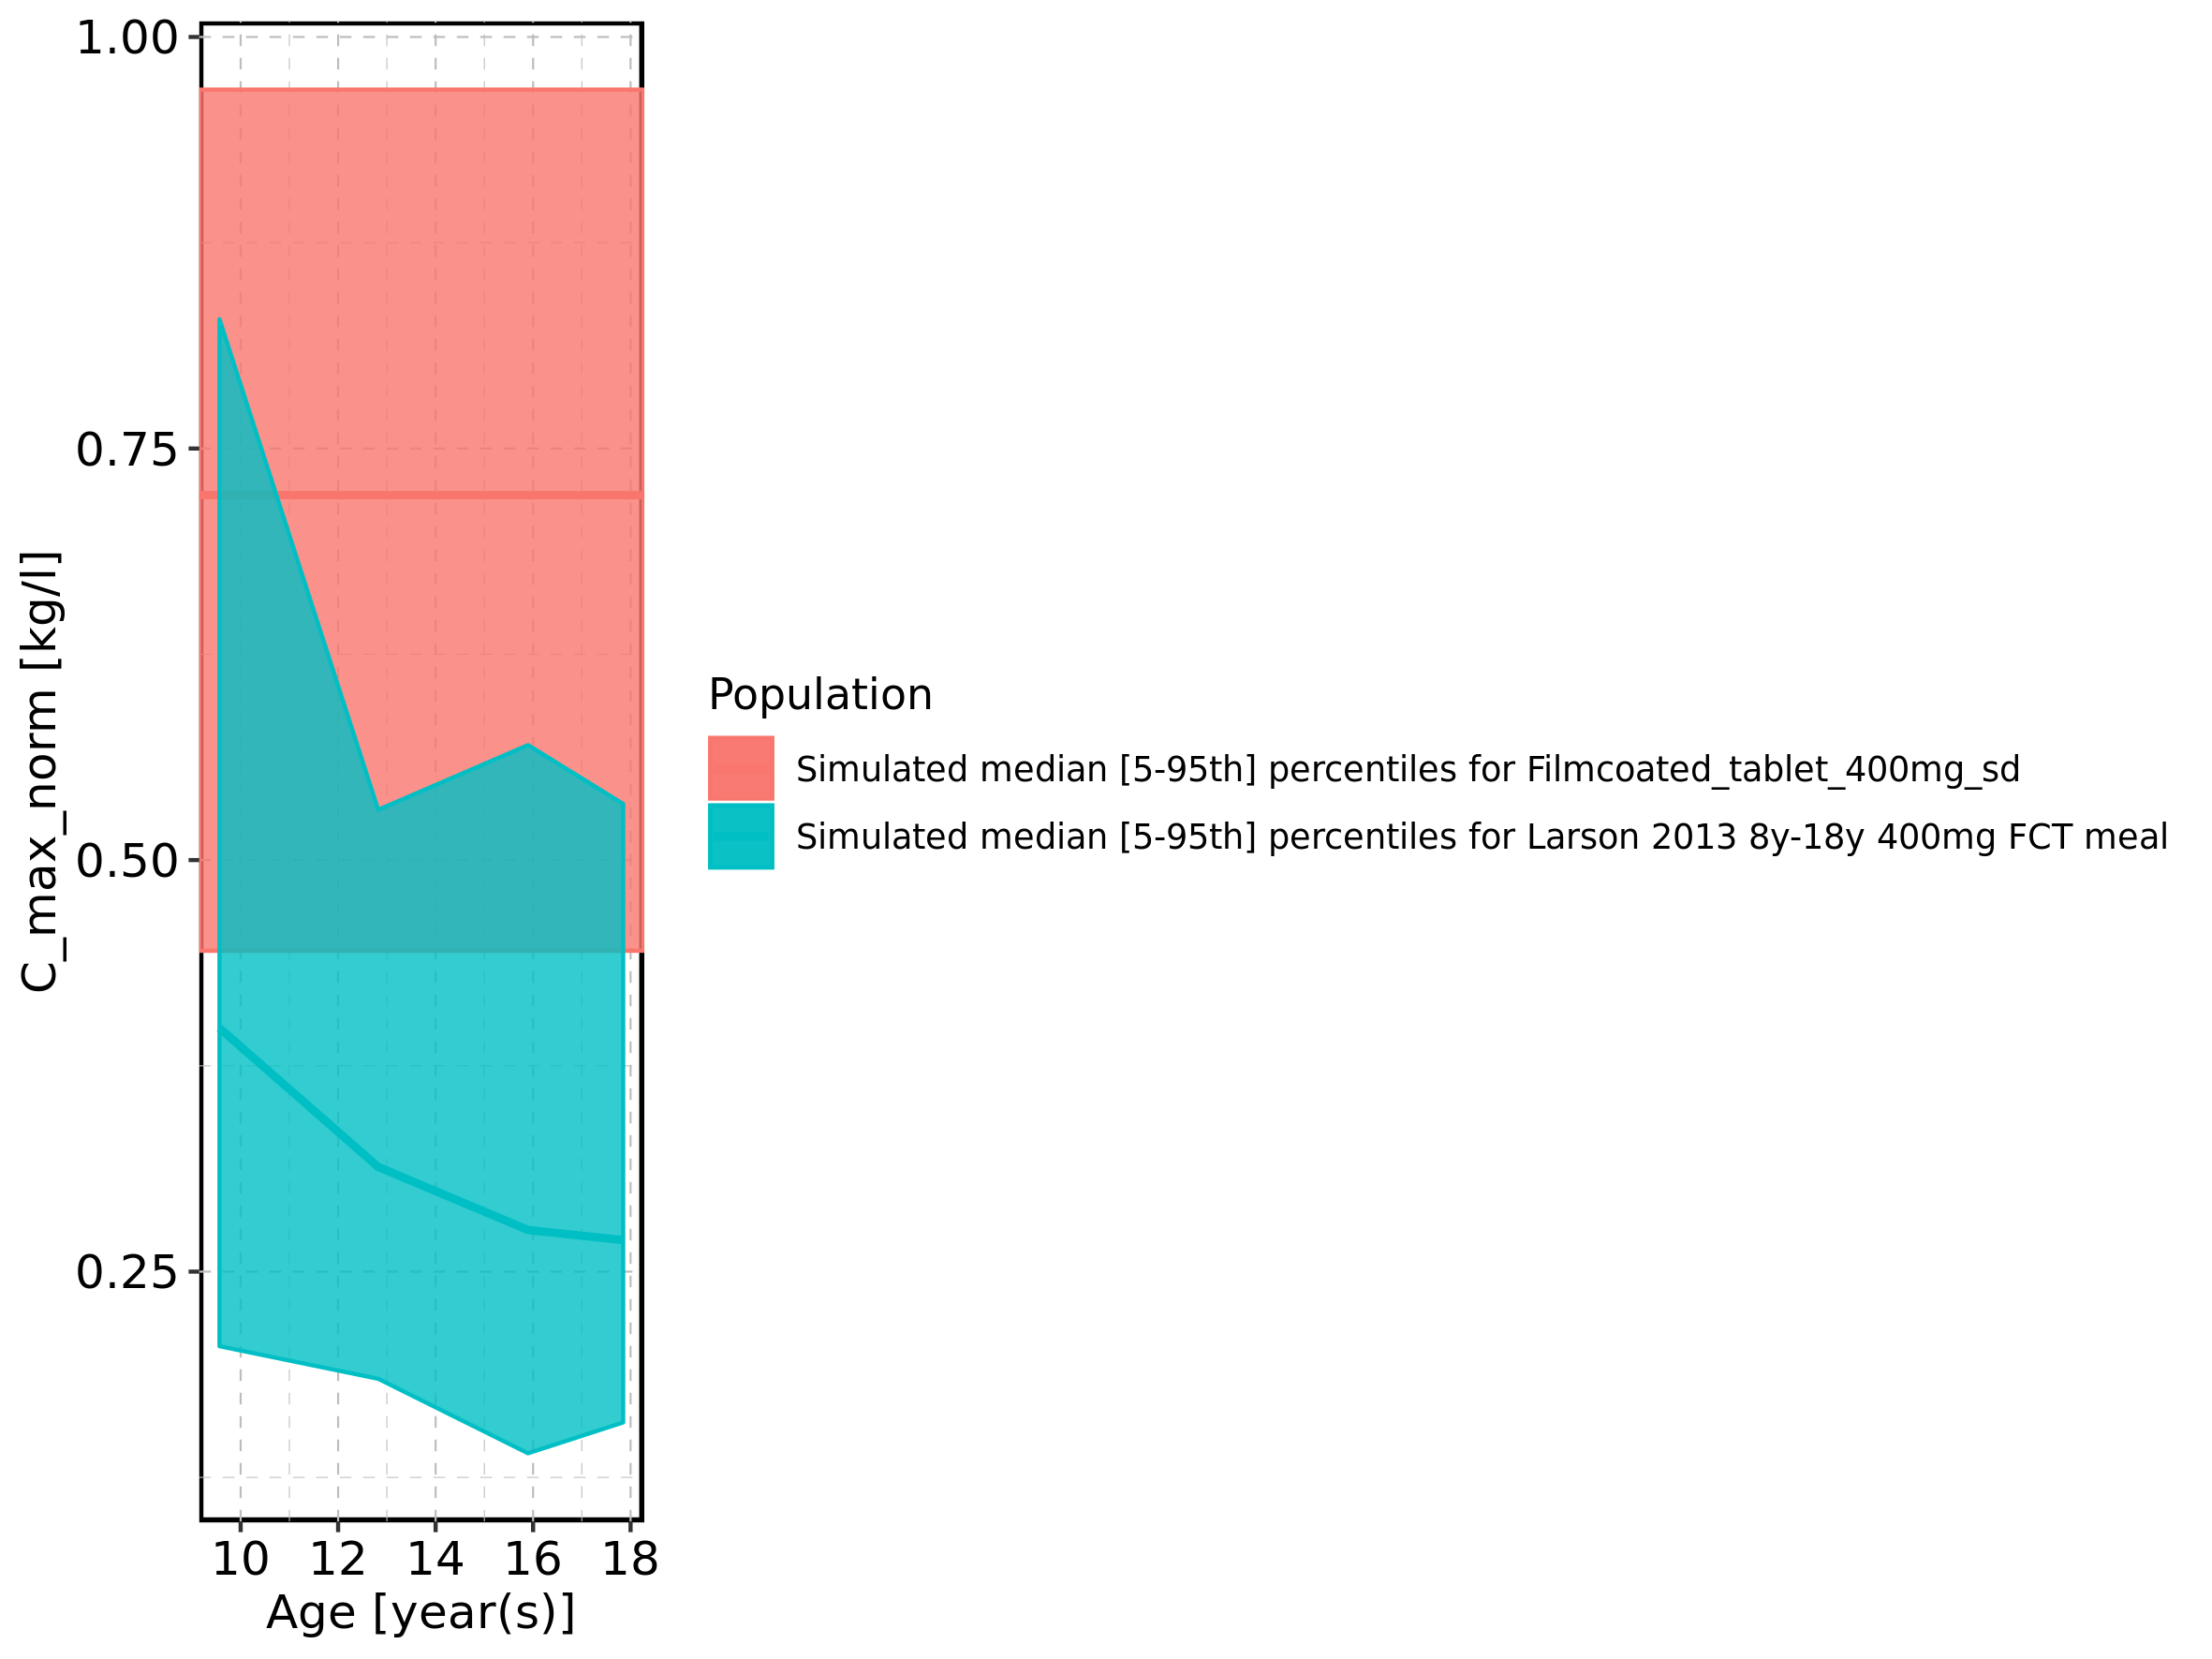 1.00
0.75
0.50
0.25
C_max_norm [kg/l]
10 12 14 16 18
Age [year(s)]
Population
Simulated median [5-95th] percentiles for Filmcoated_tablet_400mg_sd
Simulated median [5-95th] percentiles for Larson 2013 8y-18y 400mg FCT meal